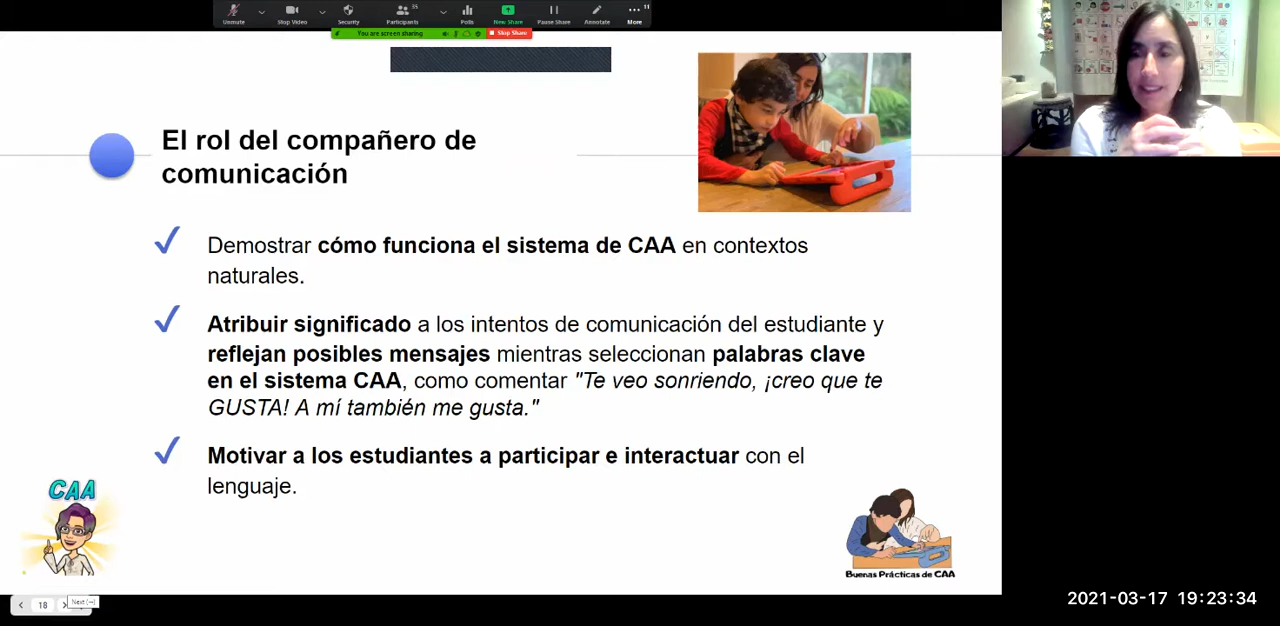 35
11
Unmute
Stop Video
Security
Participants
Polls
New Share
Pause Share
Annotate
More
You are screen sharing
Stop Share
El rol del compañero de
comunicación
Demostrar cómo funciona el sistema de CAA en contextos
naturales.
Atribuir significado a los intentos de comunicación del estudiante y
reflejan posibles mensajes mientras seleccionan palabras clave
en el sistema CAA, como comentar "Te veo sonriendo, ¡creo que te
GUSTA! A mí también me gusta."
Motivar a los estudiantes a participar e interactuar con el
lenguaje.
CAA
Buenas Prácticas de CAA
18
Next (→)
2021-03-17 19:23:34